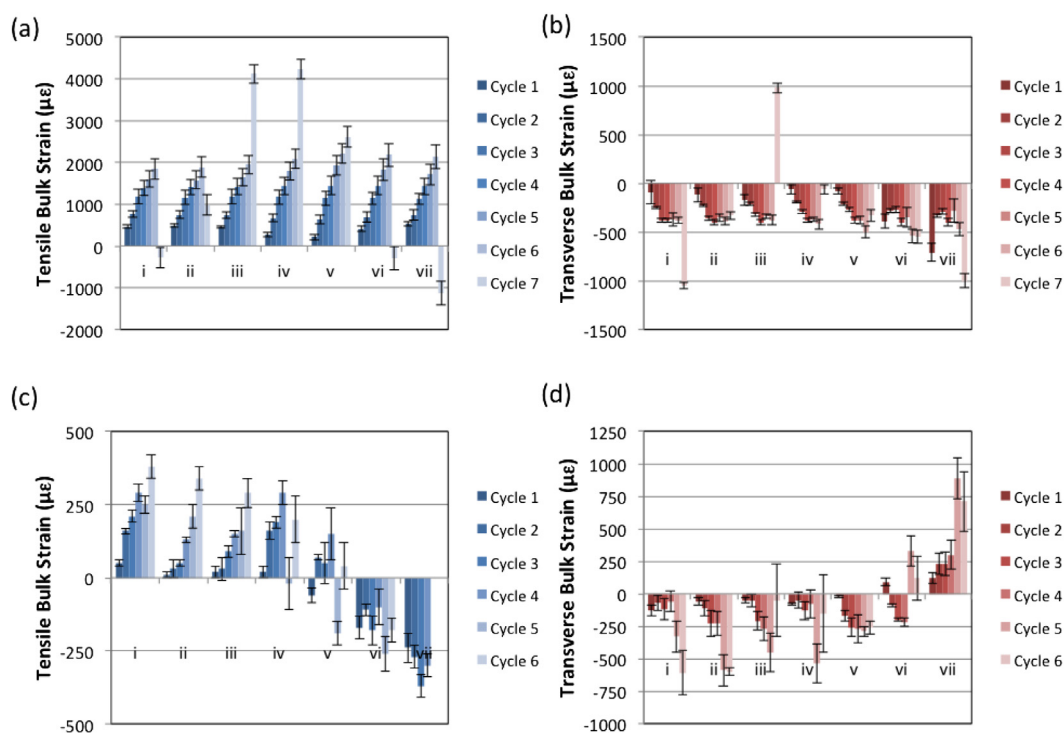 (a)
Tensile Bulk Strain (µε)
5000
4000
3000
2000
1000
0
-1000
-2000
i ii iii iv v vi vii
Cycle 1
Cycle 2
Cycle 3
Cycle 4
Cycle 5
Cycle 6
Cycle 7
(b)
Transverse Bulk Strain (µε)
1500
1000
500
0
-500
-1000
-1500
i ii iii iv v vi vii
Cycle 1
Cycle 2
Cycle 3
Cycle 4
Cycle 5
Cycle 6
Cycle 7
(c)
Tensile Bulk Strain (µε)
500
250
0
-250
-500
i ii iii iv v vi vii
Cycle 1
Cycle 2
Cycle 3
Cycle 4
Cycle 5
Cycle 6
(d)
Transverse Bulk Strain (µε)
1250
1000
750
500
250
0
-250
-500
-750
-1000
i ii iii iv v vi vii
Cycle 1
Cycle 2
Cycle 3
Cycle 4
Cycle 5
Cycle 6